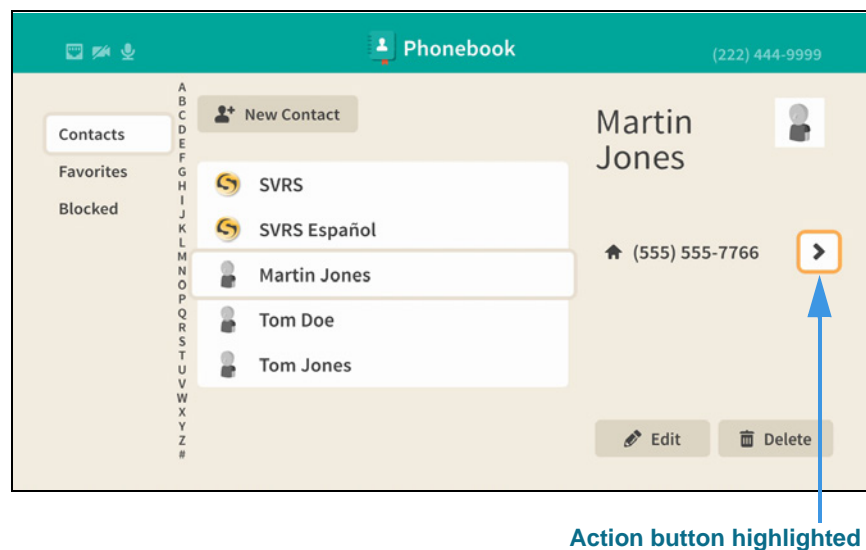 Phonebook
(222) 444-9999
Contacts
Favorites
Blocked
A
B
C
D
E
F
G
H
I
J
K
L
M
N
O
P
Q
R
S
T
U
V
W
X
Y
Z
#
New Contact
SVRS
SVRS Español
Martin Jones
Tom Doe
Tom Jones
Martin
Jones
(555) 555-7766
Edit
Delete
Action button highlighted